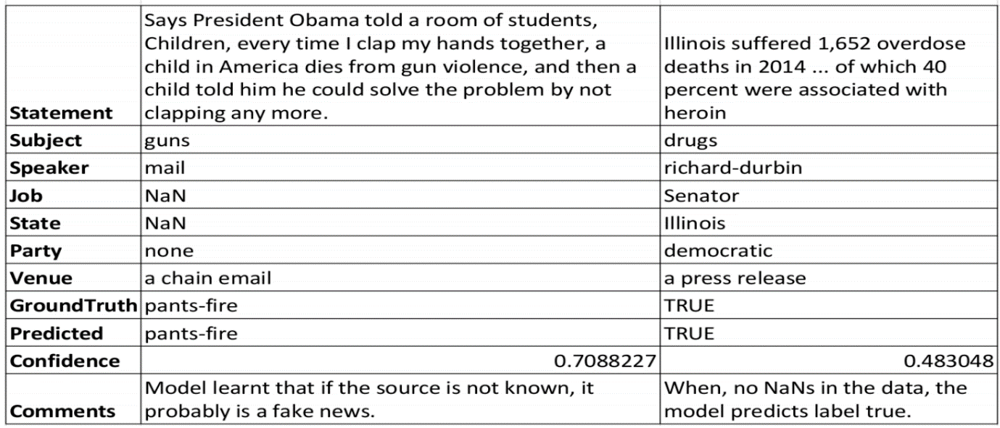 Statement
Says President Obama told a room of students,
Children, every time I clap my hands together, a
child in America dies from gun violence, and then a
child told him he could solve the problem by not
clapping any more.
Illinois suffered 1,652 overdose
deaths in 2014 ... of which 40
percent were associated with
heroin
Subject guns drugs
Speaker mail richard-durbin
Job NaN Senator
State NaN Illinois
Party none democratic
Venue a chain email a press release
GroundTruth pants-fire TRUE
Predicted pants-fire TRUE
Confidence 0.7088227 0.483048
Comments
Model learnt that if the source is not known, it
probably is a fake news.
When, no NaNs in the data, the
model predicts label true.